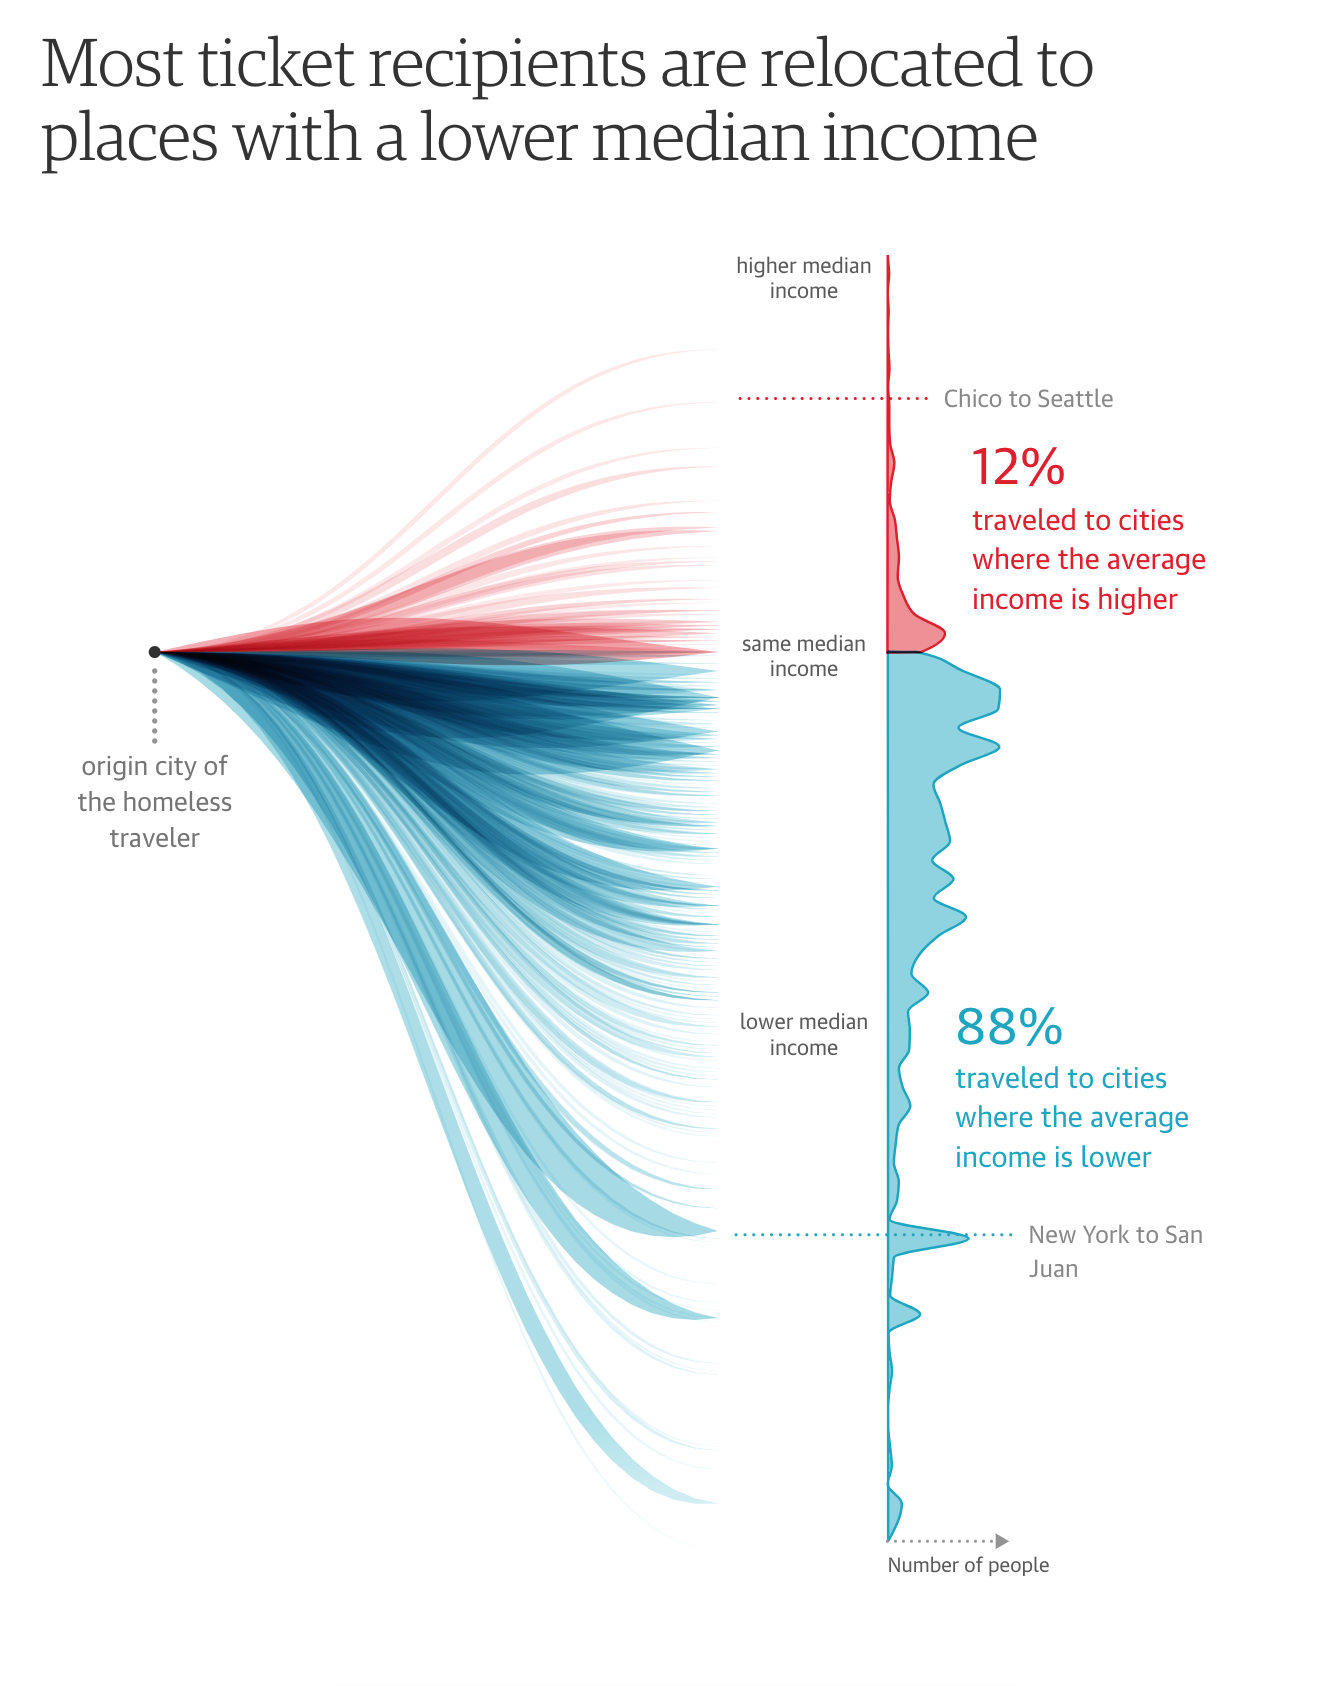 Most ticket recipients are relocated to
places with a lower median income
higher median
income
Chico to Seattle
12%
traveled to cities
where the average
income is higher
same median
income
origin city of
the homeless
traveler
lower median
income
88%
traveled to cities
where the average
income is lower
New York to San
Juan
Number of people